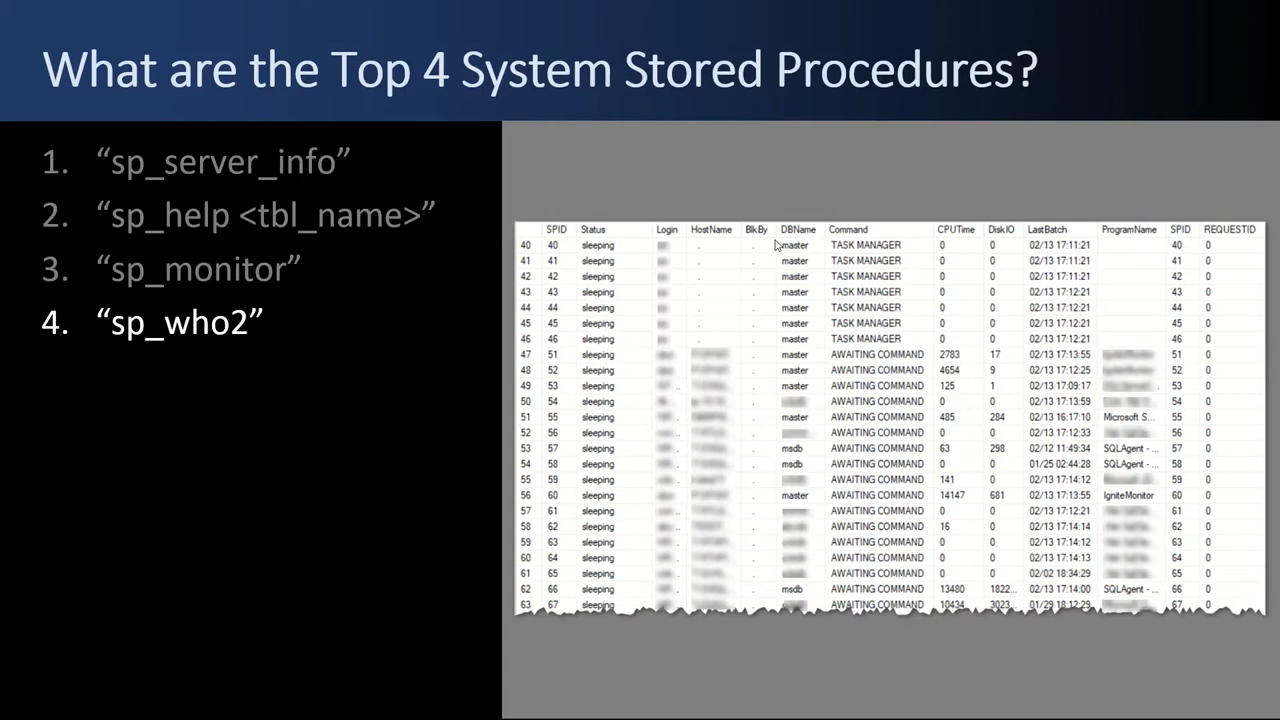 What are the Top 4 System Stored Procedures?
1. “sp_server_info”
2. “sp_help <tbl_name>”
3. “sp_monitor”
4. “sp_who2”
SPID Status Login HostName BlkBy DBName Command CPUTime DiskIO LastBatch ProgramName SPID REQUESTID
40 40 sleeping . . master TASK MANAGER 0 0 02/13 17:11:21 40 0
41 41 sleeping . . master TASK MANAGER 0 0 02/13 17:11:21 41 0
42 42 sleeping . . master TASK MANAGER 0 0 02/13 17:11:21 42 0
43 43 sleeping . . master TASK MANAGER 0 0 02/13 17:12:21 43 0
44 44 sleeping . . master TASK MANAGER 0 0 02/13 17:12:21 44 0
45 45 sleeping . . master TASK MANAGER 0 0 02/13 17:12:21 45 0
46 46 sleeping . . master TASK MANAGER 0 0 02/13 17:12:21 46 0
47 51 sleeping . master AWAITING COMMAND 2783 17 02/13 17:13:55 51 0
48 52 sleeping . master AWAITING COMMAND 4654 9 02/13 17:12:25 52 0
49 53 sleeping .. . master AWAITING COMMAND 125 1 02/13 17:09:17 53 0
50 54 sleeping . . AWAITING COMMAND 0 0 02/13 17:13:59 54 0
51 55 sleeping . . master AWAITING COMMAND 485 284 02/13 16:17:10 Microsoft S... 55 0
52 56 sleeping .. . AWAITING COMMAND 0 0 02/13 17:12:33 56 0
53 57 sleeping . . msdb AWAITING COMMAND 63 298 02/12 11:49:34 SQLAgent - ... 57 0
54 58 sleeping . . msdb AWAITING COMMAND 0 0 01/25 02:44:28 SQLAgent - ... 58 0
55 59 sleeping . . AWAITING COMMAND 141 0 02/13 17:14:12 59 0
56 60 sleeping . master AWAITING COMMAND 14147 681 02/13 17:13:55 IgniteMonitor 60 0
57 61 sleeping .. . AWAITING COMMAND 0 0 02/13 17:12:21 61 0
58 62 sleeping . . AWAITING COMMAND 16 0 02/13 17:14:14 62 0
59 63 sleeping . . AWAITING COMMAND 0 0 02/13 17:14:12 63 0
60 64 sleeping . . AWAITING COMMAND 0 0 02/13 17:14:13 64 0
61 65 sleeping . . AWAITING COMMAND 0 0 02/02 18:34:29 65 0
62 66 sleeping . . msdb AWAITING COMMAND 13480 1822... 02/13 17:14:00 SQLAgent - ... 66 0
63 67 sleeping . . AWAITING COMMAND 10434 3023... 01/29 18:12:29 67 0